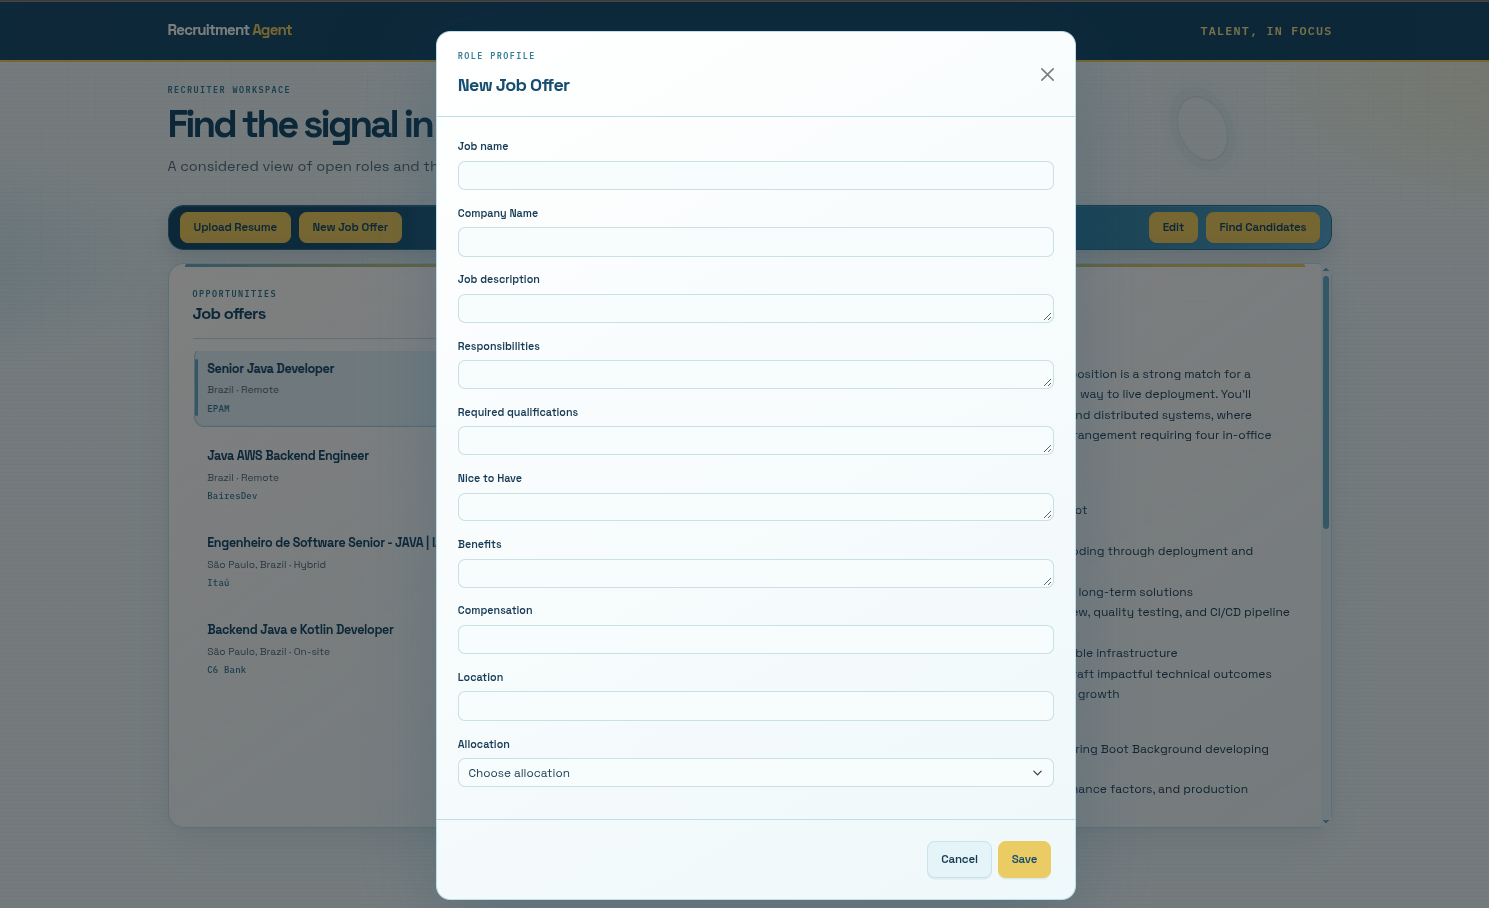 Recruitment Agent
TALENT, IN FOCUS
RECRUITER WORKSPACE
Find the signal in
A considered view of open roles and th
Upload Resume
New Job Offer
Edit
Find Candidates
OPPORTUNITIES
Job offers
Senior Java Developer
Brazil · Remote
EPAM
Java AWS Backend Engineer
Brazil · Remote
BairesDev
Engenheiro de Software Senior - JAVA |
São Paulo, Brazil · Hybrid
Itaú
Backend Java e Kotlin Developer
São Paulo, Brazil · On-site
C6 Bank
ROLE PROFILE
New Job Offer
Job name
Company Name
Job description
Responsibilities
Required qualifications
Nice to Have
Benefits
Compensation
Location
Allocation
Choose allocation
Cancel
Save
osition is a strong match for a
way to live deployment. You'll
nd distributed systems, where
rangement requiring four in-office
ot
oding through deployment and
long-term solutions
ew, quality testing, and CI/CD pipeline
ble infrastructure
raft impactful technical outcomes
growth
ring Boot Background developing
nance factors, and production